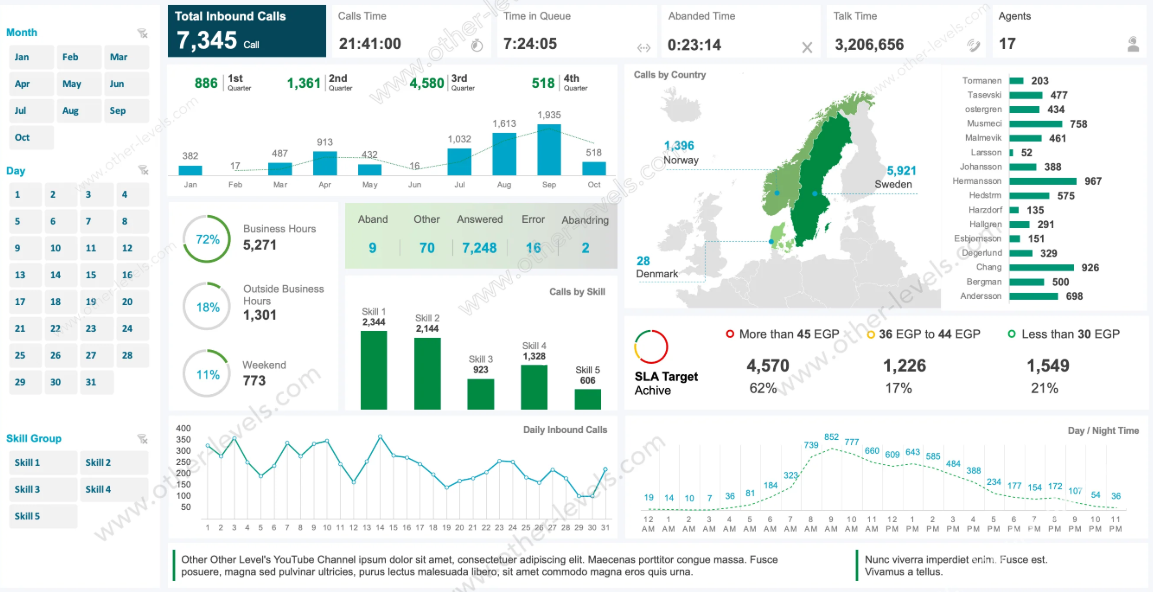 Total Inbound Calls
7,345 Call
Calls Time
21:41:00
Time in Queue
7:24:05
Abanded Time
0:23:14
Talk Time
3,206,656
Agents
17
Month
Jan Feb Mar
Apr May Jun
Jul Aug Sep
Oct
Day
1 2 3 4
5 6 7 8
9 10 11 12
13 14 15 16
17 18 19 20
21 22 23 24
25 26 27 28
29 30 31
Skill Group
Skill 1 Skill 2
Skill 3 Skill 4
Skill 5
886 1st Quarter
1,361 2nd Quarter
4,580 3rd Quarter
518 4th Quarter
382 17 487 913 432 16 1,032 1,613 1,935 518
Jan Feb Mar Apr May Jun Jul Aug Sep Oct
72%
Business Hours
5,271
18%
Outside Business
Hours
1,301
11%
Weekend
773
Aband Other Answered Error Abandring
9 70 7,248 16 2
Calls by Skill
Skill 1
2,344
Skill 2
2,144
Skill 3
923
Skill 4
1,328
Skill 5
606
Calls by Country
1,396
Norway
5,921
Sweden
28
Denmark
Tormanen 203
Tasevski 477
ostergren 434
Musmeci 758
Malmevik 461
Larsson 52
Johansson 388
Hermansson 967
Hedstrm 575
Harzdorf 135
Hallgren 291
Esbjornsson 151
Degerlund 329
Chang 926
Bergman 500
Andersson 698
SLA Target
Achive
More than 45 EGP
4,570
62%
36 EGP to 44 EGP
1,226
17%
Less than 30 EGP
1,549
21%
Daily Inbound Calls
400
350
300
250
200
150
100
50
1 2 3 4 5 6 7 8 9 10 11 12 13 14 15 16 17 18 19 20 21 22 23 24 25 26 27 28 29 30 31
Day / Night Time
19 14 10 7 36 81 184 323 739 852 777 660 609 643 585 484 388 234 177 154 172 107 54 36
12 1 2 3 4 5 6 7 8 9 10 11 12 1 2 3 4 5 6 7 8 9 10 11
AM AM AM AM AM AM AM AM AM AM AM AM PM PM PM PM PM PM PM PM PM PM PM PM
Other Other Level's YouTube Channel ipsum dolor sit amet, consectetuer adipiscing elit. Maecenas porttitor congue massa. Fusce
posuere, magna sed pulvinar ultricies, purus lectus malesuada libero, sit amet commodo magna eros quis urna.
Nunc viverra imperdiet enim. Fusce est.
Vivamus a tellus.
www.other-levels.com